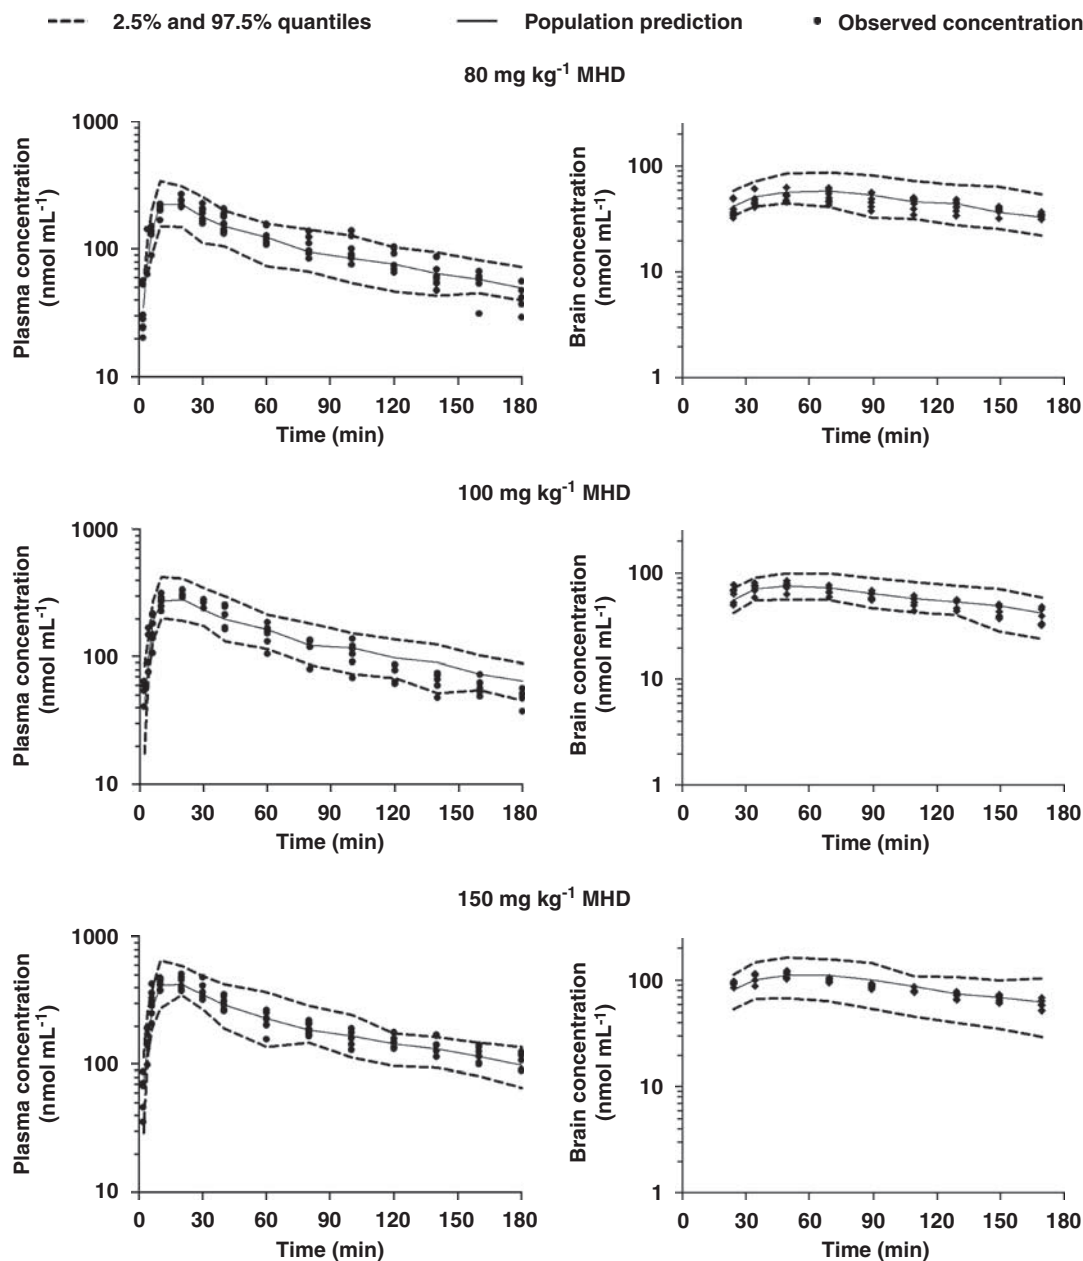 2.5% and 97.5% quantiles Population prediction Observed concentration
80 mg kg⁻¹ MHD
Plasma concentration
(nmol mL⁻¹)
1000
100
10
0 30 60 90 120 150 180
Time (min)
Brain concentration
(nmol mL⁻¹)
100
10
1
0 30 60 90 120 150 180
Time (min)
100 mg kg⁻¹ MHD
Plasma concentration
(nmol mL⁻¹)
1000
100
10
0 30 60 90 120 150 180
Time (min)
Brain concentration
(nmol mL⁻¹)
100
10
1
0 30 60 90 120 150 180
Time (min)
150 mg kg⁻¹ MHD
Plasma concentration
(nmol mL⁻¹)
1000
100
10
0 30 60 90 120 150 180
Time (min)
Brain concentration
(nmol mL⁻¹)
100
10
1
0 30 60 90 120 150 180
Time (min)